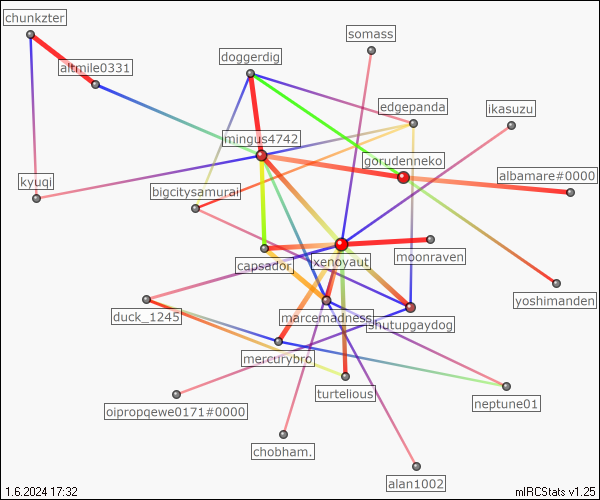 chunkzter
somass
doggerdig
altmile0331
edgepanda
ikasuzu
mingus4742
gorudenneko
albamare#0000
kyuqi
bigcitysamurai
moonraven
capsador
xenoyaut
yoshimanden
duck_1245
marcemadness
shutupgaydog
mercurybro
turtelious
neptune01
oipropqewe0171#0000
chobham.
alan1002
1.6.2024 17:32
mIRCStats v1.25